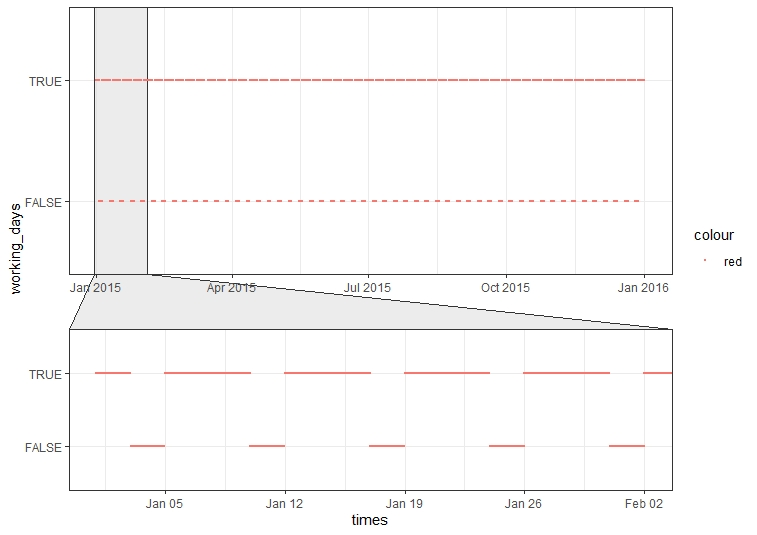 TRUE
FALSE
working_days
Jan 2015
Apr 2015
Jul 2015
Oct 2015
Jan 2016
colour
red
TRUE
FALSE
Jan 05
Jan 12
Jan 19
Jan 26
Feb 02
times